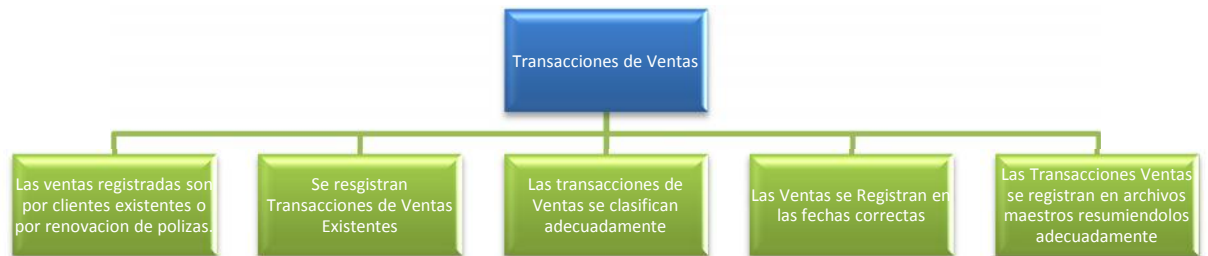 Transacciones de Ventas
Las ventas registradas son
por clientes existentes o
por renovacion de polizas.
Se resgistran
Transacciones de Ventas
Existentes
Las transacciones de
Ventas se clasifican
adecuadamente
Las Ventas se Registran en
las fechas correctas
Las Transacciones Ventas
se registran en archivos
maestros resumiendolos
adecuadamente